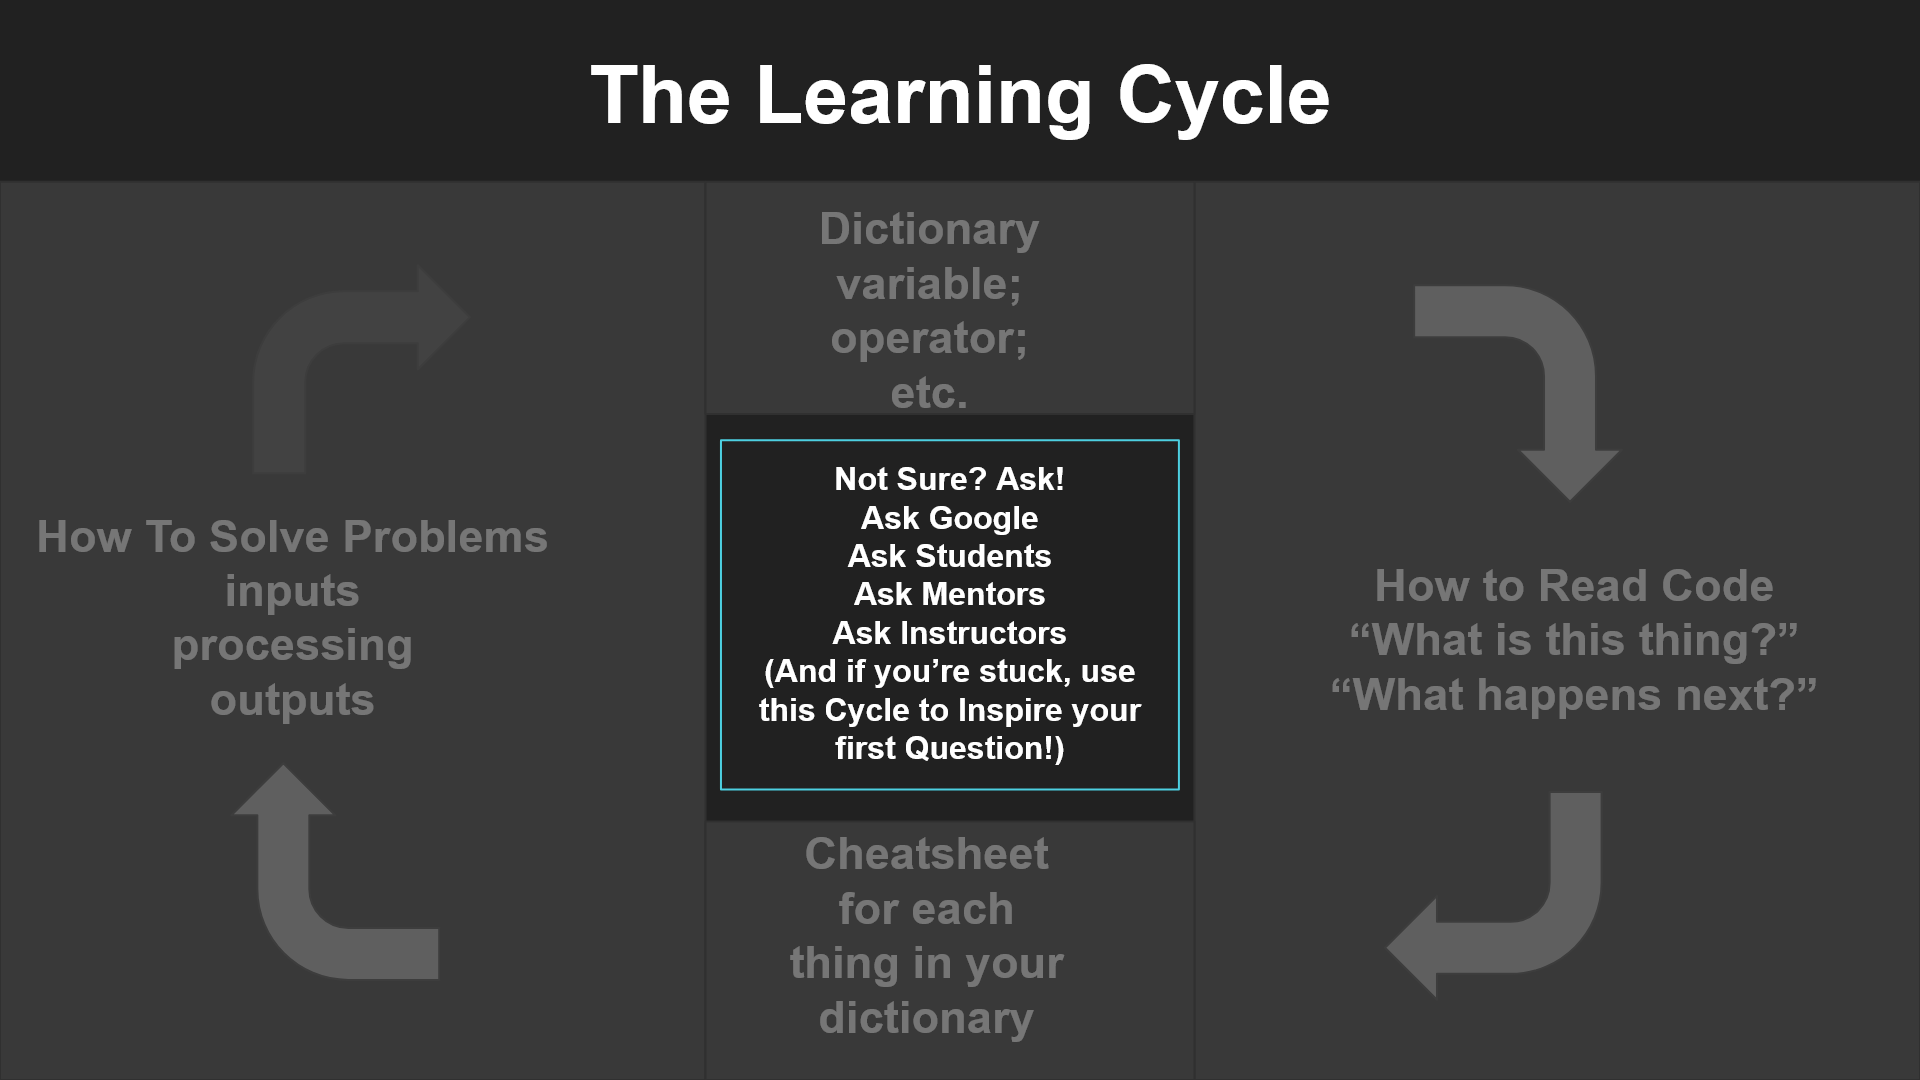 The Learning Cycle
Dictionary
variable;
operator;
etc.
Not Sure? Ask!
Ask Google
Ask Students
Ask Mentors
Ask Instructors
(And if you’re stuck, use
this Cycle to Inspire your
first Question!)
How To Solve Problems
inputs
processing
outputs
How to Read Code
“What is this thing?”
“What happens next?”
Cheatsheet
for each
thing in your
dictionary